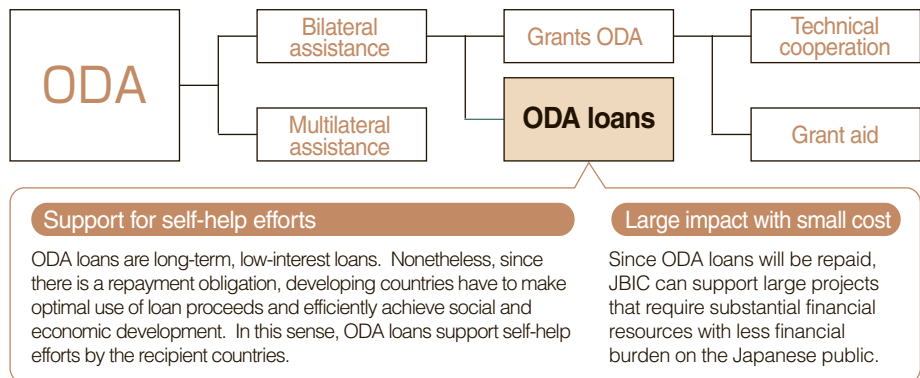 ODA
Bilateral
assistance
Multilateral
assistance
Grants ODA
ODA loans
Technical
cooperation
Grant aid
Support for self-help efforts
ODA loans are long-term, low-interest loans. Nonetheless, since
there is a repayment obligation, developing countries have to make
optimal use of loan proceeds and efficiently achieve social and
economic development. In this sense, ODA loans support self-help
efforts by the recipient countries.
Large impact with small cost
Since ODA loans will be repaid,
JBIC can support large projects
that require substantial financial
resources with less financial
burden on the Japanese public.